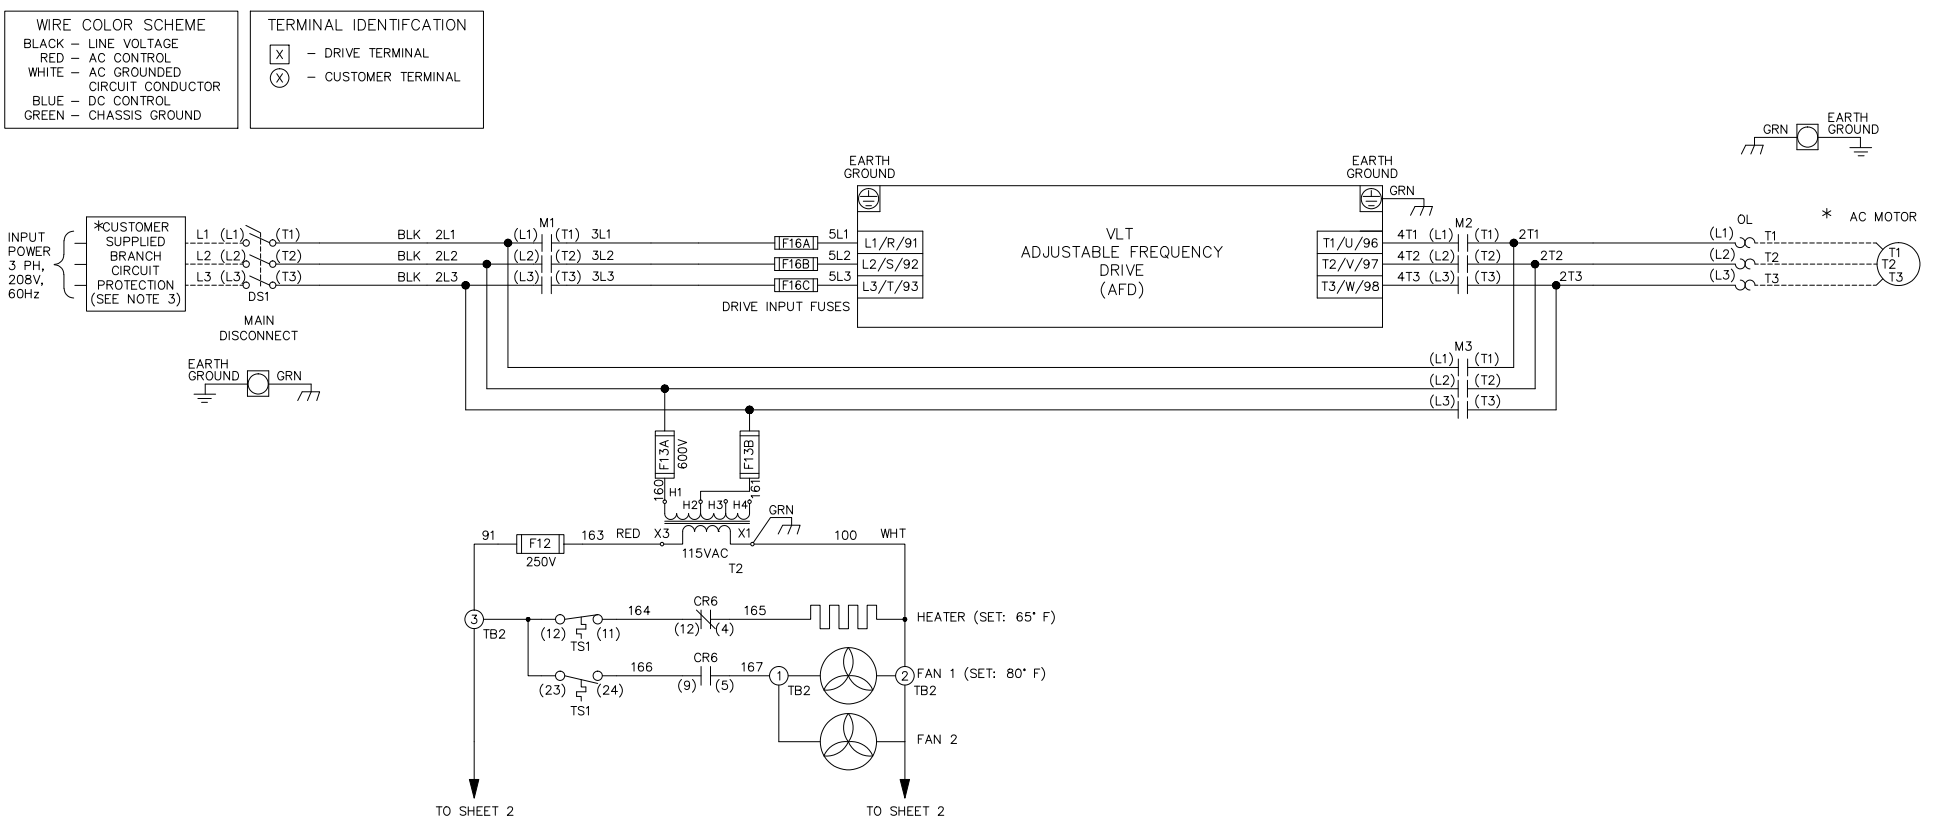 WIRE COLOR SCHEME
BLACK – LINE VOLTAGE
RED – AC CONTROL
WHITE – AC GROUNDED
CIRCUIT CONDUCTOR
BLUE – DC CONTROL
GREEN – CHASSIS GROUND
TERMINAL IDENTIFCATION
X – DRIVE TERMINAL
X – CUSTOMER TERMINAL
GRN
EARTH
GROUND
EARTH
GROUND
EARTH
GROUND
GRN
INPUT
POWER
3 PH,
208V,
60Hz
*CUSTOMER
SUPPLIED
BRANCH
CIRCUIT
PROTECTION
(SEE NOTE 3)
L1 (L1) (T1) BLK 2L1 (L1) M1 (T1) 3L1 F16A 5L1 L1/R/91
L2 (L2) (T2) BLK 2L2 (L2) (T2) 3L2 F16B 5L2 L2/S/92
L3 (L3) (T3) BLK 2L3 (L3) (T3) 3L3 F16C 5L3 L3/T/93
DS1
MAIN
DISCONNECT
DRIVE INPUT FUSES
VLT
ADJUSTABLE FREQUENCY
DRIVE
(AFD)
T1/U/96 4T1 (L1) M2 (T1) 2T1 (L1) OL T1
T2/V/97 4T2 (L2) (T2) 2T2 (L2) T2
T3/W/98 4T3 (L3) (T3) 2T3 (L3) T3
* AC MOTOR
T1
T2
T3
M3
(L1) (T1)
(L2) (T2)
(L3) (T3)
EARTH
GROUND
GRN
F13A
600V
F13B
160
161
H1
H2 H3 H4
GRN
91 F12 163 RED X3 X1 100 WHT
250V
115VAC
T2
3
TB2
(12) (11)
TS1
164
CR6
(12) (4)
165
HEATER (SET: 65° F)
(23) (24)
TS1
166
CR6
(9) (5)
167
1
TB2
2
TB2
FAN 1 (SET: 80° F)
FAN 2
TO SHEET 2
TO SHEET 2